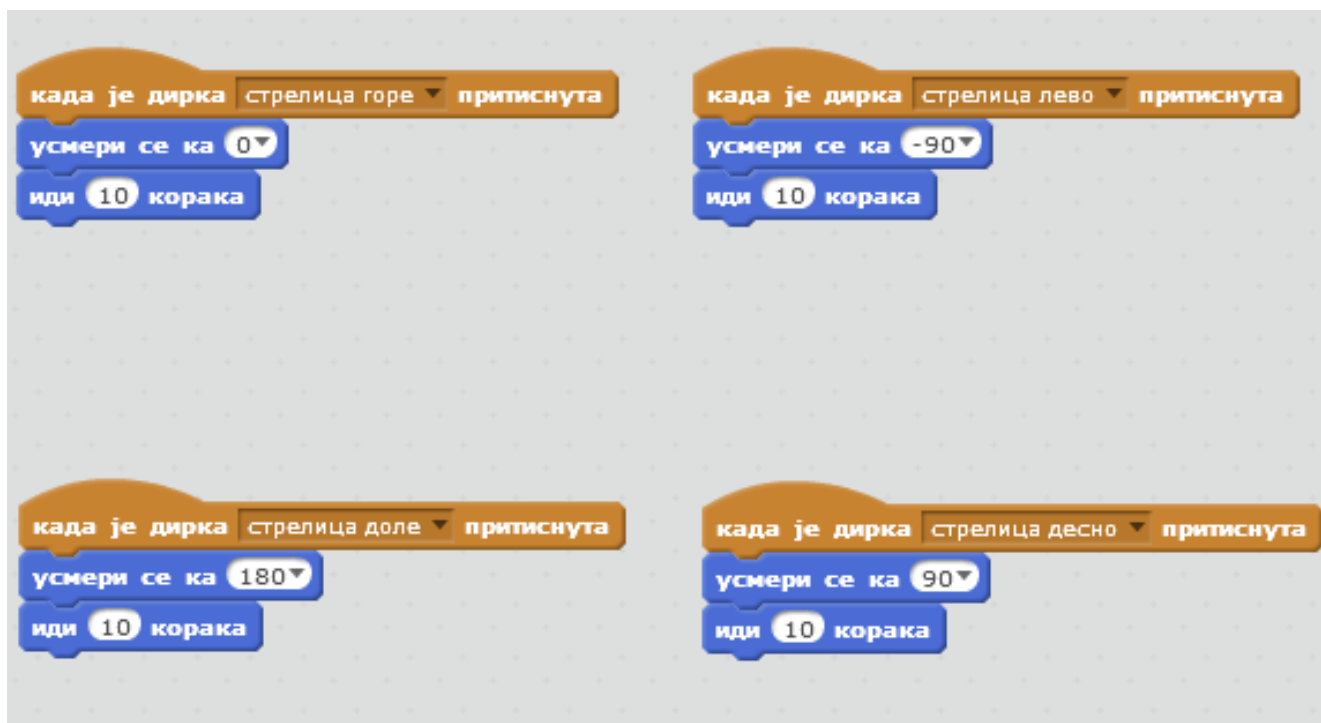 када је дирка стрелица горе притиснута
усмери се ка 0
иди 10 корака
када је дирка стрелица лево притиснута
усмери се ка -90
иди 10 корака
када је дирка стрелица доле притиснута
усмери се ка 180
иди 10 корака
када је дирка стрелица десно притиснута
усмери се ка 90
иди 10 корака